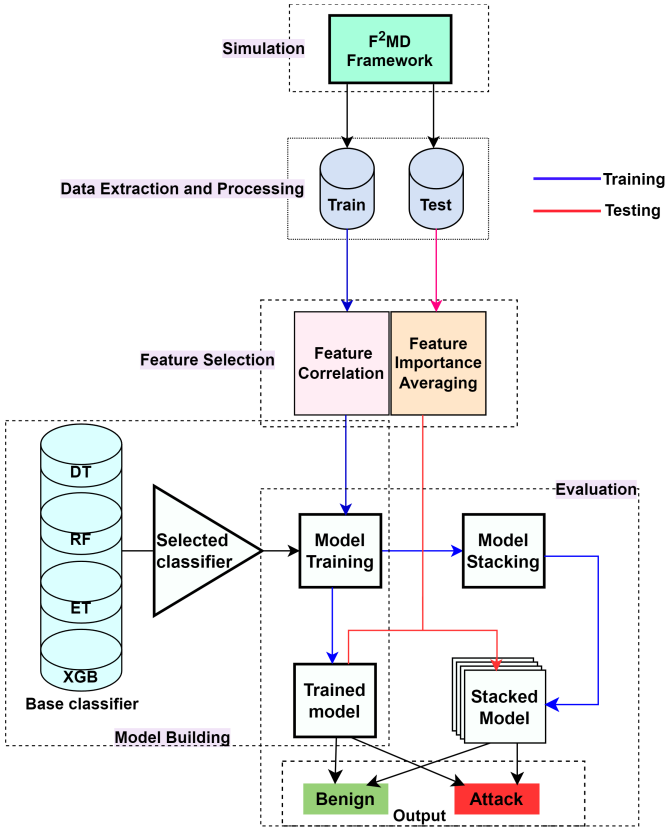 Simulation
F²MD
Framework
Data Extraction and Processing
Train
Test
Training
Testing
Feature Selection
Feature
Correlation
Feature
Importance
Averaging
Evaluation
DT
RF
ET
XGB
Base classifier
Selected
classifier
Model
Training
Model
Stacking
Trained
model
Stacked
Model
Model Building
Benign
Attack
Output